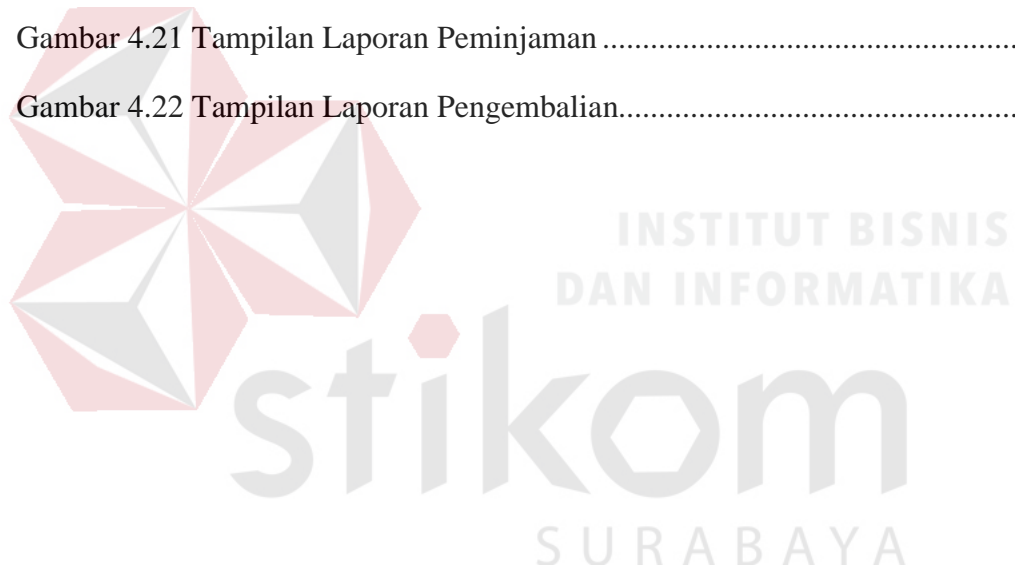 Gambar 4.21 Tampilan Laporan Peminjaman ..................................................
Gambar 4.22 Tampilan Laporan Pengembalian................................................
INSTITUT BISNIS
DAN INFORMATIKA
stikom
SURABAYA